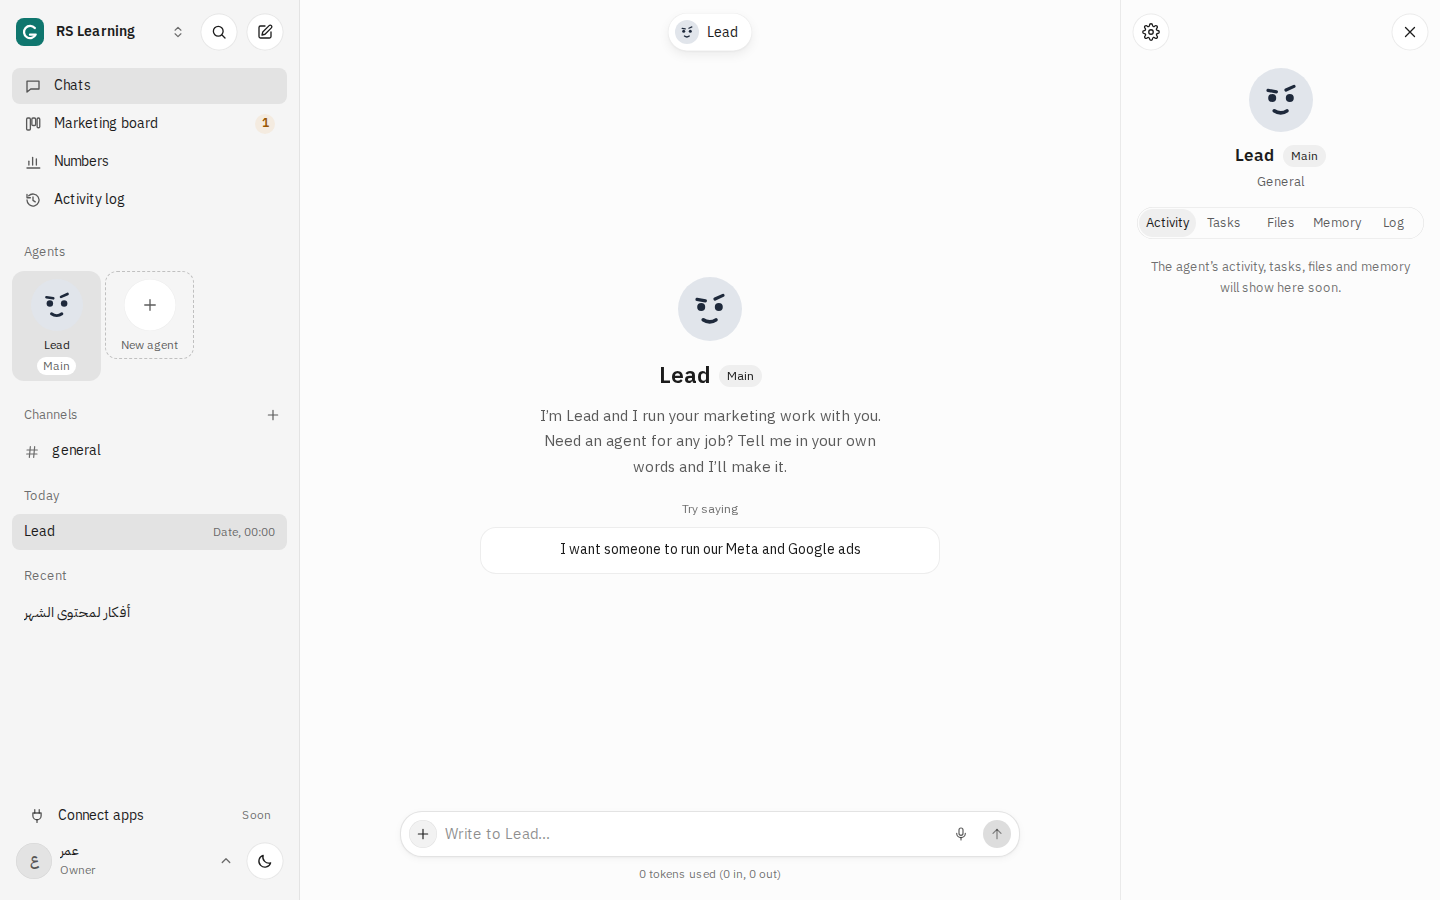 RS Learning
Chats
Marketing board
1
Numbers
Activity log
Agents
Lead
Main
New agent
Channels
general
Today
Lead
Date, 00:00
Recent
أفكار لمحتوى الشهر
Connect apps
Soon
ع
عمر
Owner
Lead
Lead
Main
I'm Lead and I run your marketing work with you.
Need an agent for any job? Tell me in your own
words and I'll make it.
Try saying
I want someone to run our Meta and Google ads
Write to Lead...
0 tokens used (0 in, 0 out)
Lead
Main
General
Activity
Tasks
Files
Memory
Log
The agent's activity, tasks, files and memory
will show here soon.